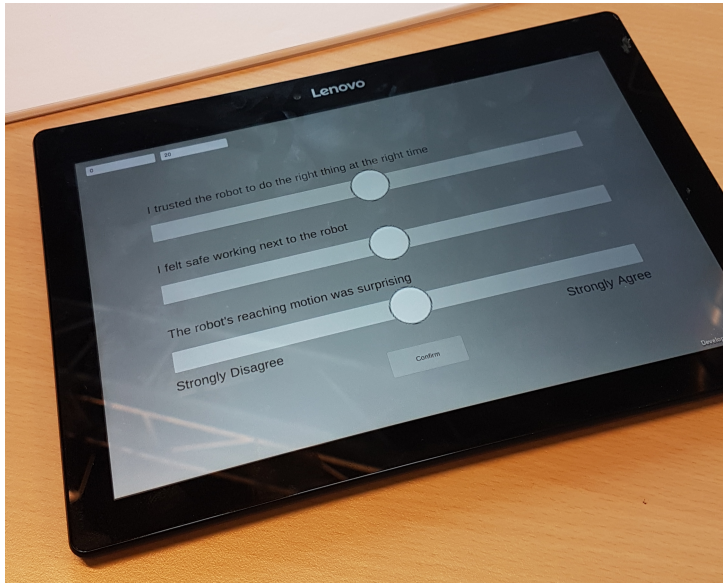 Lenovo
0
20
I trusted the robot to do the right thing at the right time
I felt safe working next to the robot
The robot's reaching motion was surprising
Strongly Disagree
Strongly Agree
Confirm